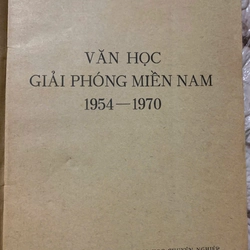 VĂN HỌC
GIẢI PHÓNG MIỀN NAM
1954—1970